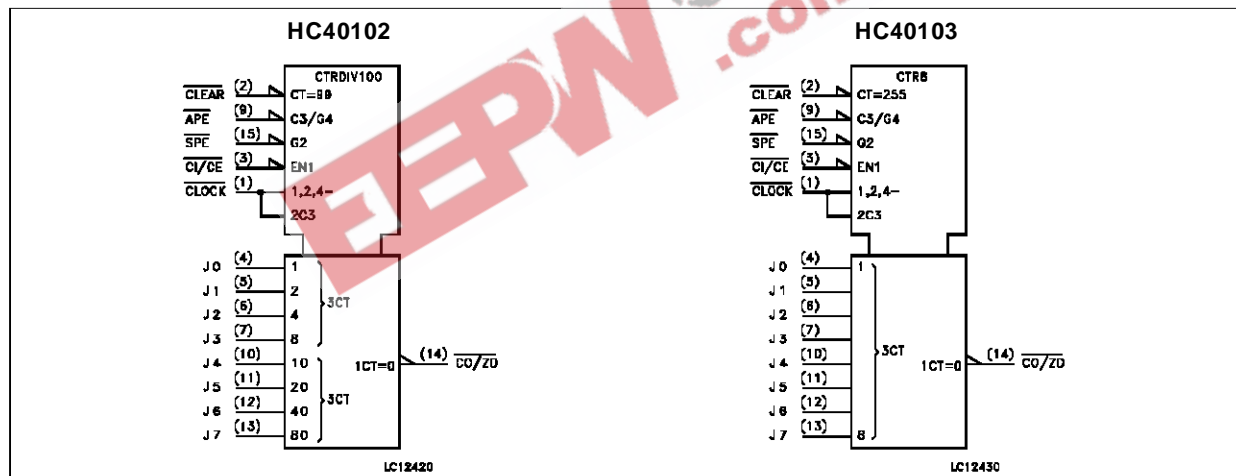 HC40102
CTRDIV100
CLEAR (2) CT=99
APE (9) C3/G4
SPE (15) G2
CI/CE (3) EN1
CLOCK (1) 1,2,4-
2C3
J0 (4) 1
J1 (5) 2
J2 (6) 4
J3 (7) 8
3CT
J4 (10) 10
J5 (11) 20
J6 (12) 40
J7 (13) 80
3CT
1CT=0 (14) CO/ZD
LC12420
HC40103
CTR8
CLEAR (2) CT=255
APE (9) C3/G4
SPE (15) G2
CI/CE (3) EN1
CLOCK (1) 1,2,4-
2C3
J0 (4) 1
J1 (5)
J2 (6)
J3 (7)
J4 (10)
J5 (11)
J6 (12)
J7 (13) 8
3CT
1CT=0 (14) CO/ZD
LC12430
EEPW
.com